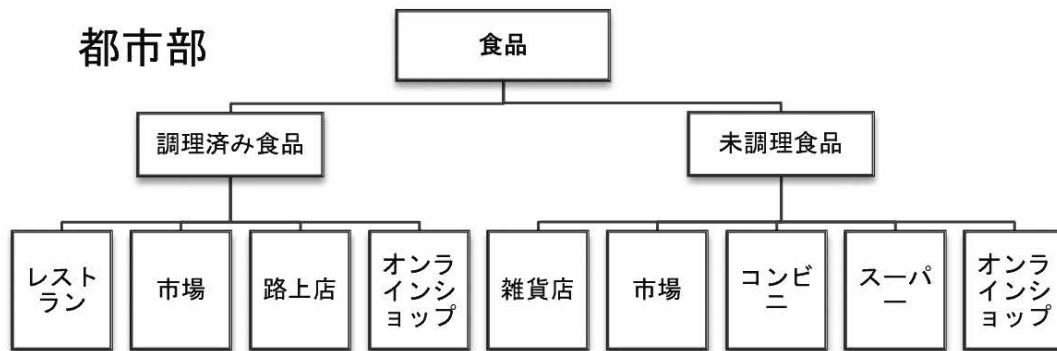 都市部
食品
調理済み食品
未調理食品
レスト
ラン
市場
路上店
オンラ
インシ
ョップ
雑貨店
市場
コンビ
ニ
スーパ
ー
オンラ
インシ
ョップ